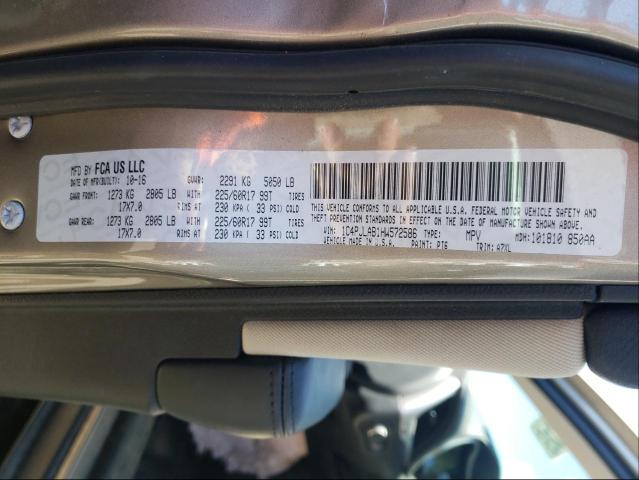 MFD BY FCA US LLC
DATE OF MFR(BUILT): 10-16 GVWR: 2291 KG 5050 LB
GAWR FRONT: 1273 KG 2805 LB WITH 225/60R17 99T
17X7.0 TIRES RIMS AT 230 KPA ( 33 PSI) COLD
GAWR REAR: 1273 KG 2805 LB WITH 225/60R17 99T
17X7.0 TIRES RIMS AT 230 KPA ( 33 PSI) COLD
THIS VEHICLE CONFORMS TO ALL APPLICABLE U.S.A. FEDERAL MOTOR VEHICLE SAFETY AND
THEFT PREVENTION STANDARDS IN EFFECT ON THE DATE OF MANUFACTURE SHOWN ABOVE.
VIN: 1C4PJLAB1HW572586 TYPE: MPV MDH: 101810 850AA
VEHICLE MADE IN U.S.A. PAINT: TRIM: A7XL